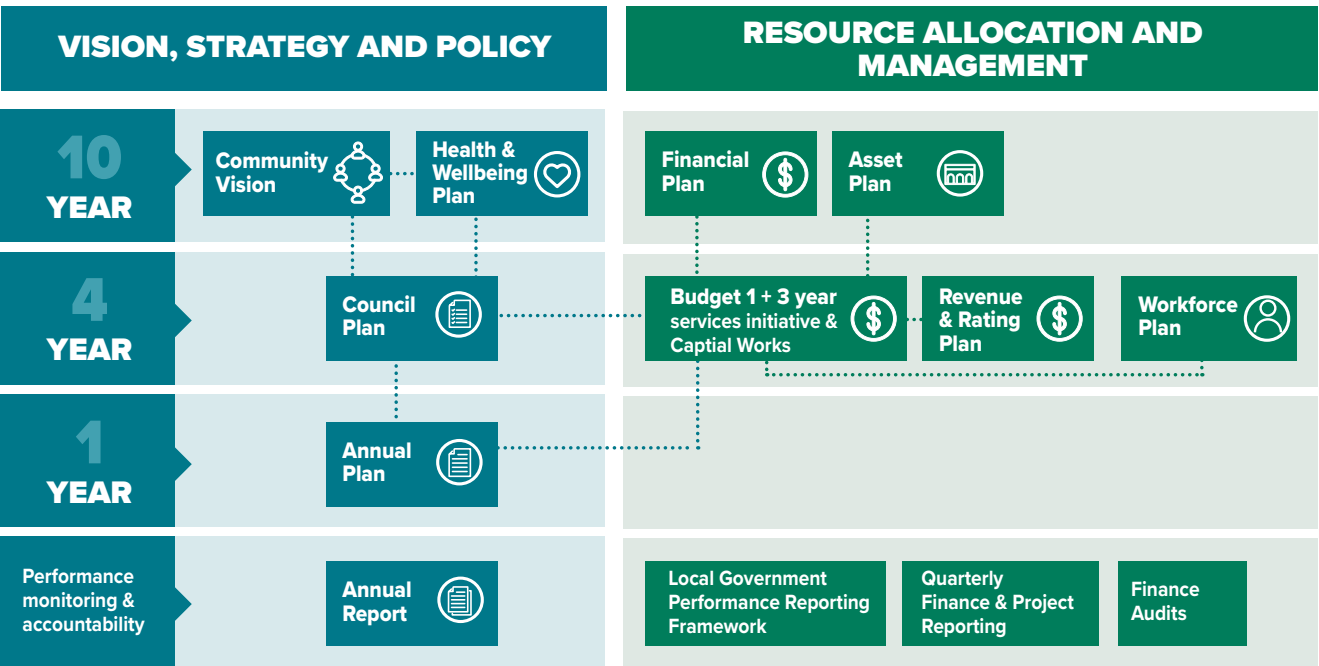 VISION, STRATEGY AND POLICY
RESOURCE ALLOCATION AND
MANAGEMENT
10
YEAR
Community
Vision
Health &
Wellbeing
Plan
Financial
Plan
Asset
Plan
4
YEAR
Council
Plan
Budget 1 + 3 year
services initiative &
Captial Works
Revenue
& Rating
Plan
Workforce
Plan
1
YEAR
Annual
Plan
Performance
monitoring &
accountability
Annual
Report
Local Government
Performance Reporting
Framework
Quarterly
Finance & Project
Reporting
Finance
Audits